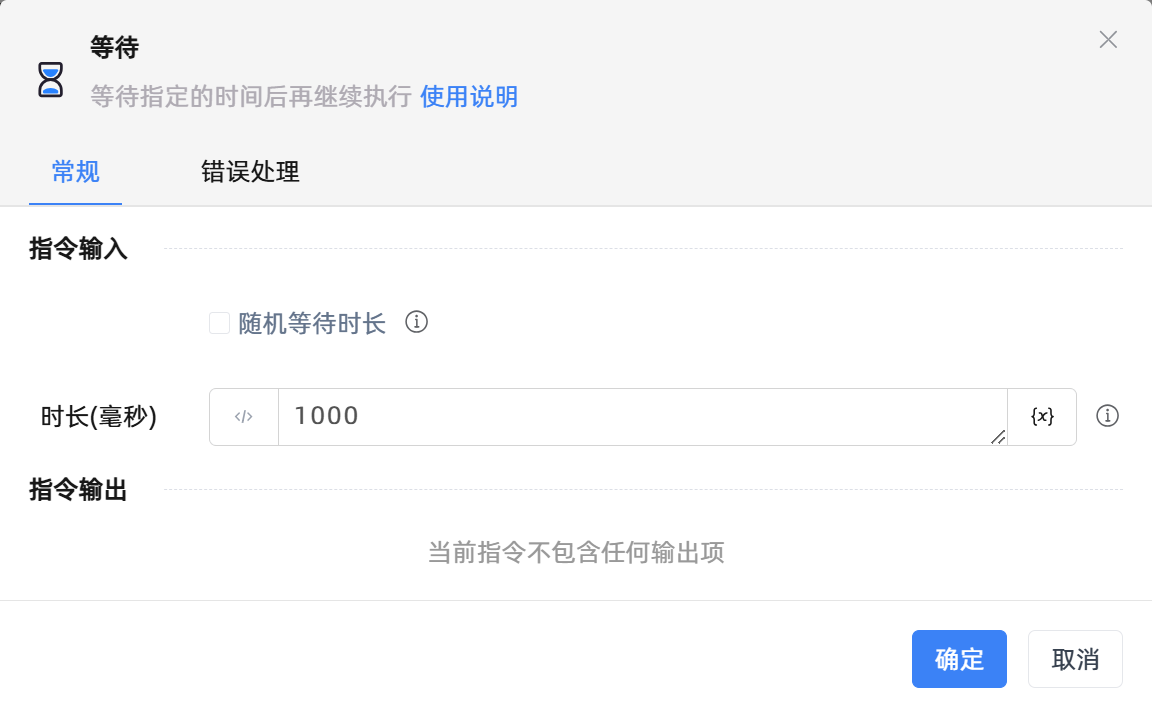 等待
等待指定的时间后再继续执行 使用说明
常规 错误处理
指令输入
随机等待时长
时长(毫秒) </> 1000 {x}
指令输出
当前指令不包含任何输出项
确定 取消